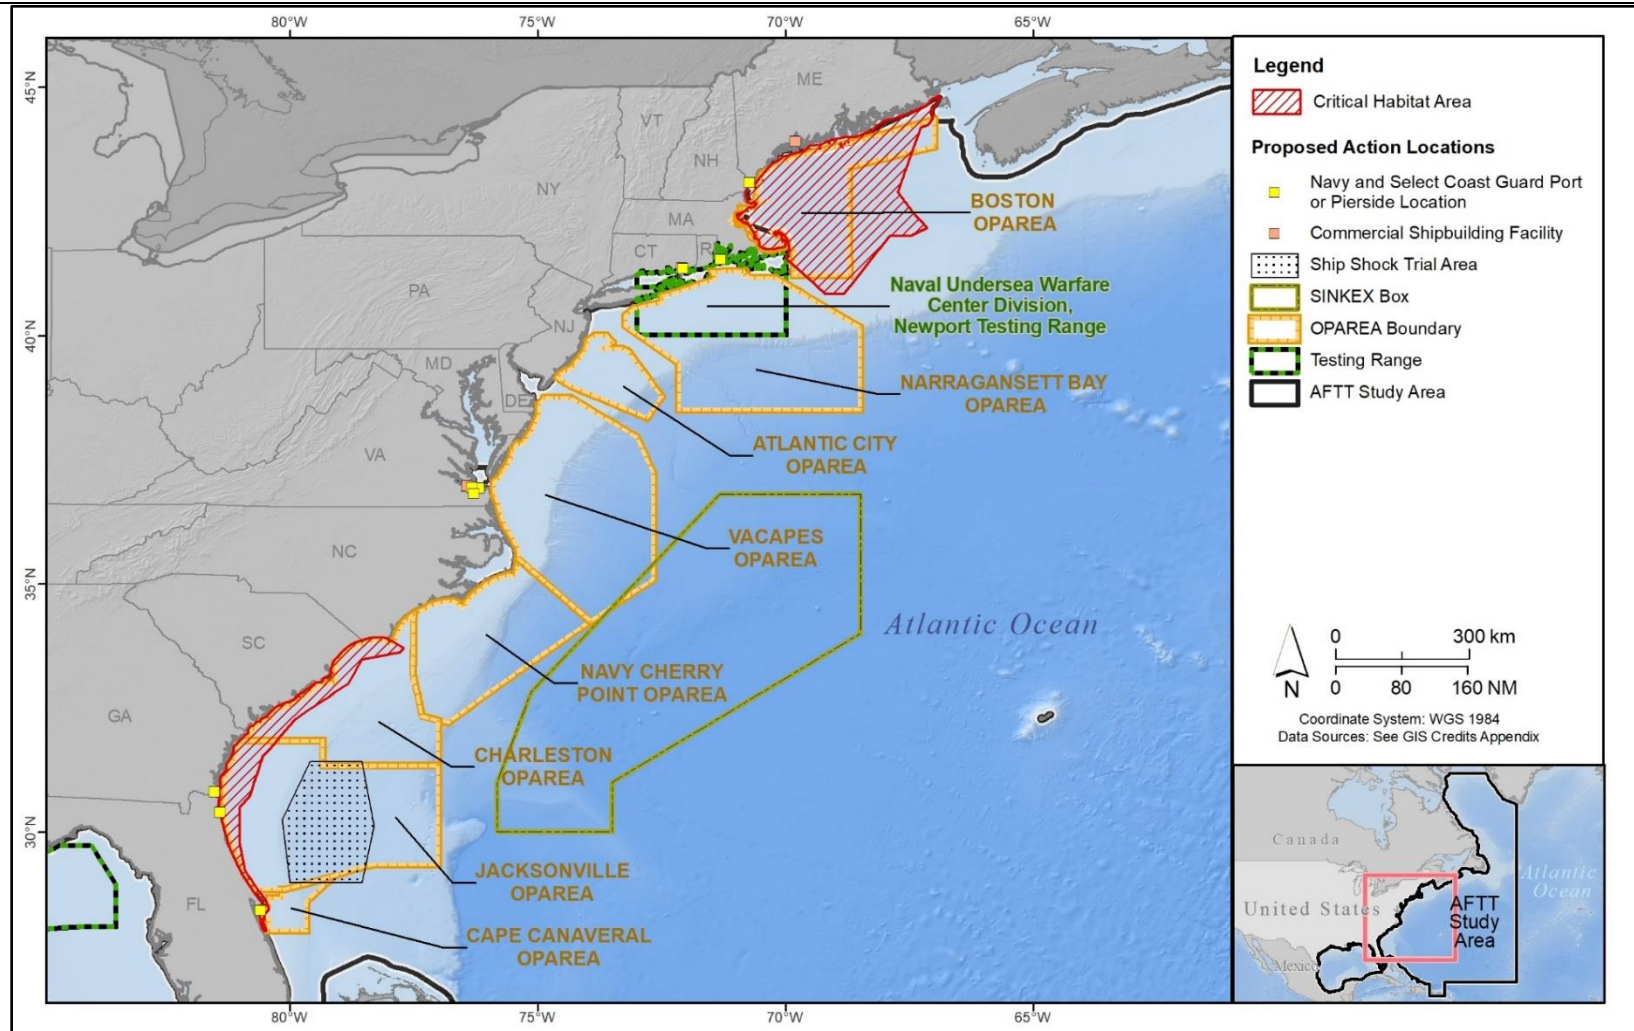 80°W
75°W
70°W
65°W
45°N
40°N
35°N
30°N
ME
VT
NH
NY
MA
CT
R
PA
NJ
MD
DE
VA
NC
SC
GA
FL
BOSTON
OPAREA
Naval Undersea Warfare
Center Division,
Newport Testing Range
NARRAGANSETT BAY
OPAREA
ATLANTIC CITY
OPAREA
VACAPES
OPAREA
Atlantic Ocean
NAVY CHERRY
POINT OPAREA
CHARLESTON
OPAREA
JACKSONVILLE
OPAREA
CAPE CANAVERAL
OPAREA
80°W
75°W
70°W
65°W
Legend
Critical Habitat Area
Proposed Action Locations
Navy and Select Coast Guard Port
or Pierside Location
Commercial Shipbuilding Facility
Ship Shock Trial Area
SINKEX Box
OPAREA Boundary
Testing Range
AFTT Study Area
N
0 300 km
0 80 160 NM
Coordinate System: WGS 1984
Data Sources: See GIS Credits Appendix
Canada
United States
Mexico
Atlantic
Ocean
AFTT
Study
Area